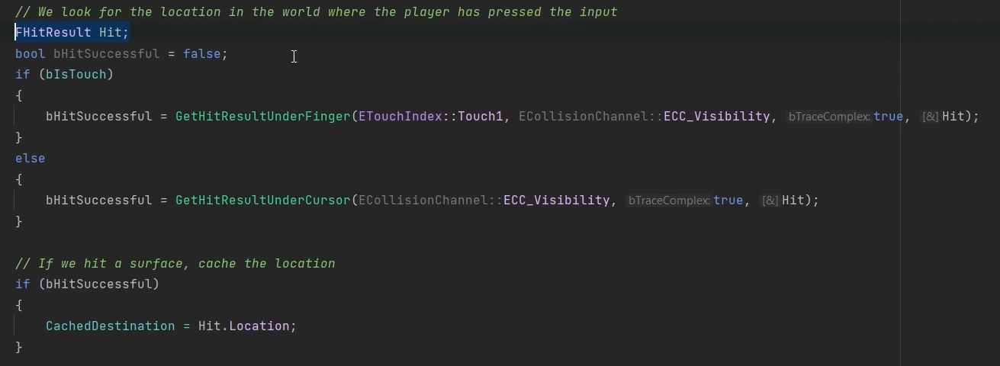 // We look for the location in the world where the player has pressed the input
FHitResult Hit;
bool bHitSuccessful = false;
if (bIsTouch)
{
    bHitSuccessful = GetHitResultUnderFinger(ETouchIndex::Touch1, ECollisionChannel::ECC_Visibility, bTraceComplex: true, [&] Hit);
}
else
{
    bHitSuccessful = GetHitResultUnderCursor(ECollisionChannel::ECC_Visibility, bTraceComplex: true, [&] Hit);
}

// If we hit a surface, cache the location
if (bHitSuccessful)
{
    CachedDestination = Hit.Location;
}